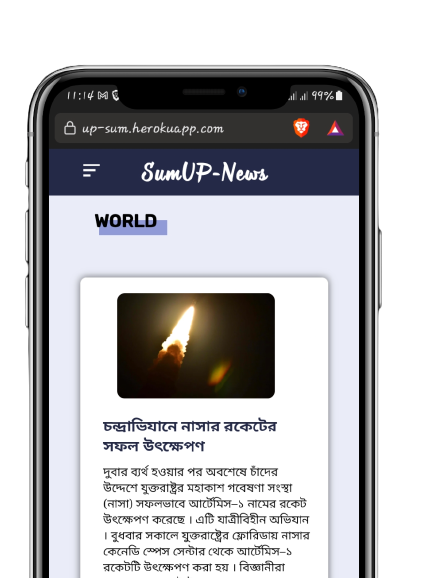 11:14
99%
up-sum.herokuapp.com
SumUP-News
WORLD
চন্দ্রাভিযানে নাসার রকেটের
সফল উৎক্ষেপণ
দুবার ব্যর্থ হওয়ার পর অবশেষে চাঁদের
উদ্দেশে যুক্তরাষ্ট্রর মহাকাশ গবেষণা সংস্থা
(নাসা) সফলভাবে আর্টেমিস–১ নামের রকেট
উৎক্ষেপণ করেছে । এটি যাত্রীবিহীন অভিযান
। বুধবার সকালে যুক্তরাষ্ট্রের ফ্লোরিডায় নাসার
কেনেডি স্পেস সেন্টার থেকে আর্টেমিস–১
রকেটটি উৎক্ষেপণ করা হয় । বিজ্ঞানীরা